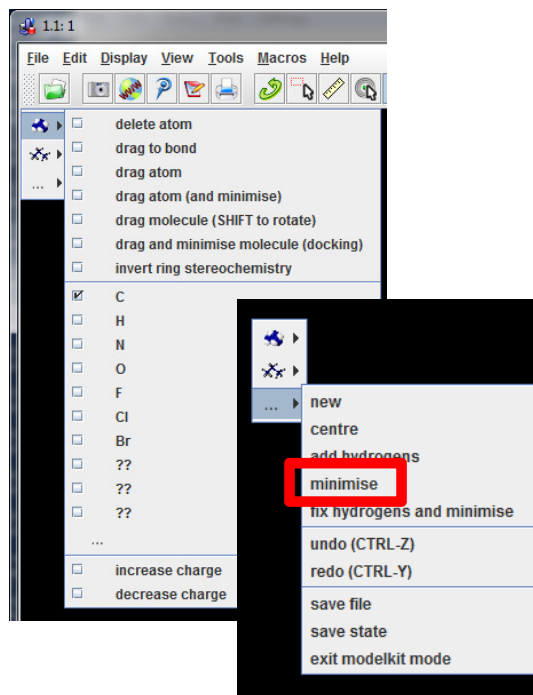 1.1: 1
File Edit Display View Tools Macros Help
delete atom
drag to bond
drag atom
drag atom (and minimise)
drag molecule (SHIFT to rotate)
drag and minimise molecule (docking)
invert ring stereochemistry
C
H
N
O
F
Cl
Br
??
??
??
...
increase charge
decrease charge
...
...
new
centre
add hydrogens
minimise
fix hydrogens and minimise
undo (CTRL-Z)
redo (CTRL-Y)
save file
save state
exit modelkit mode